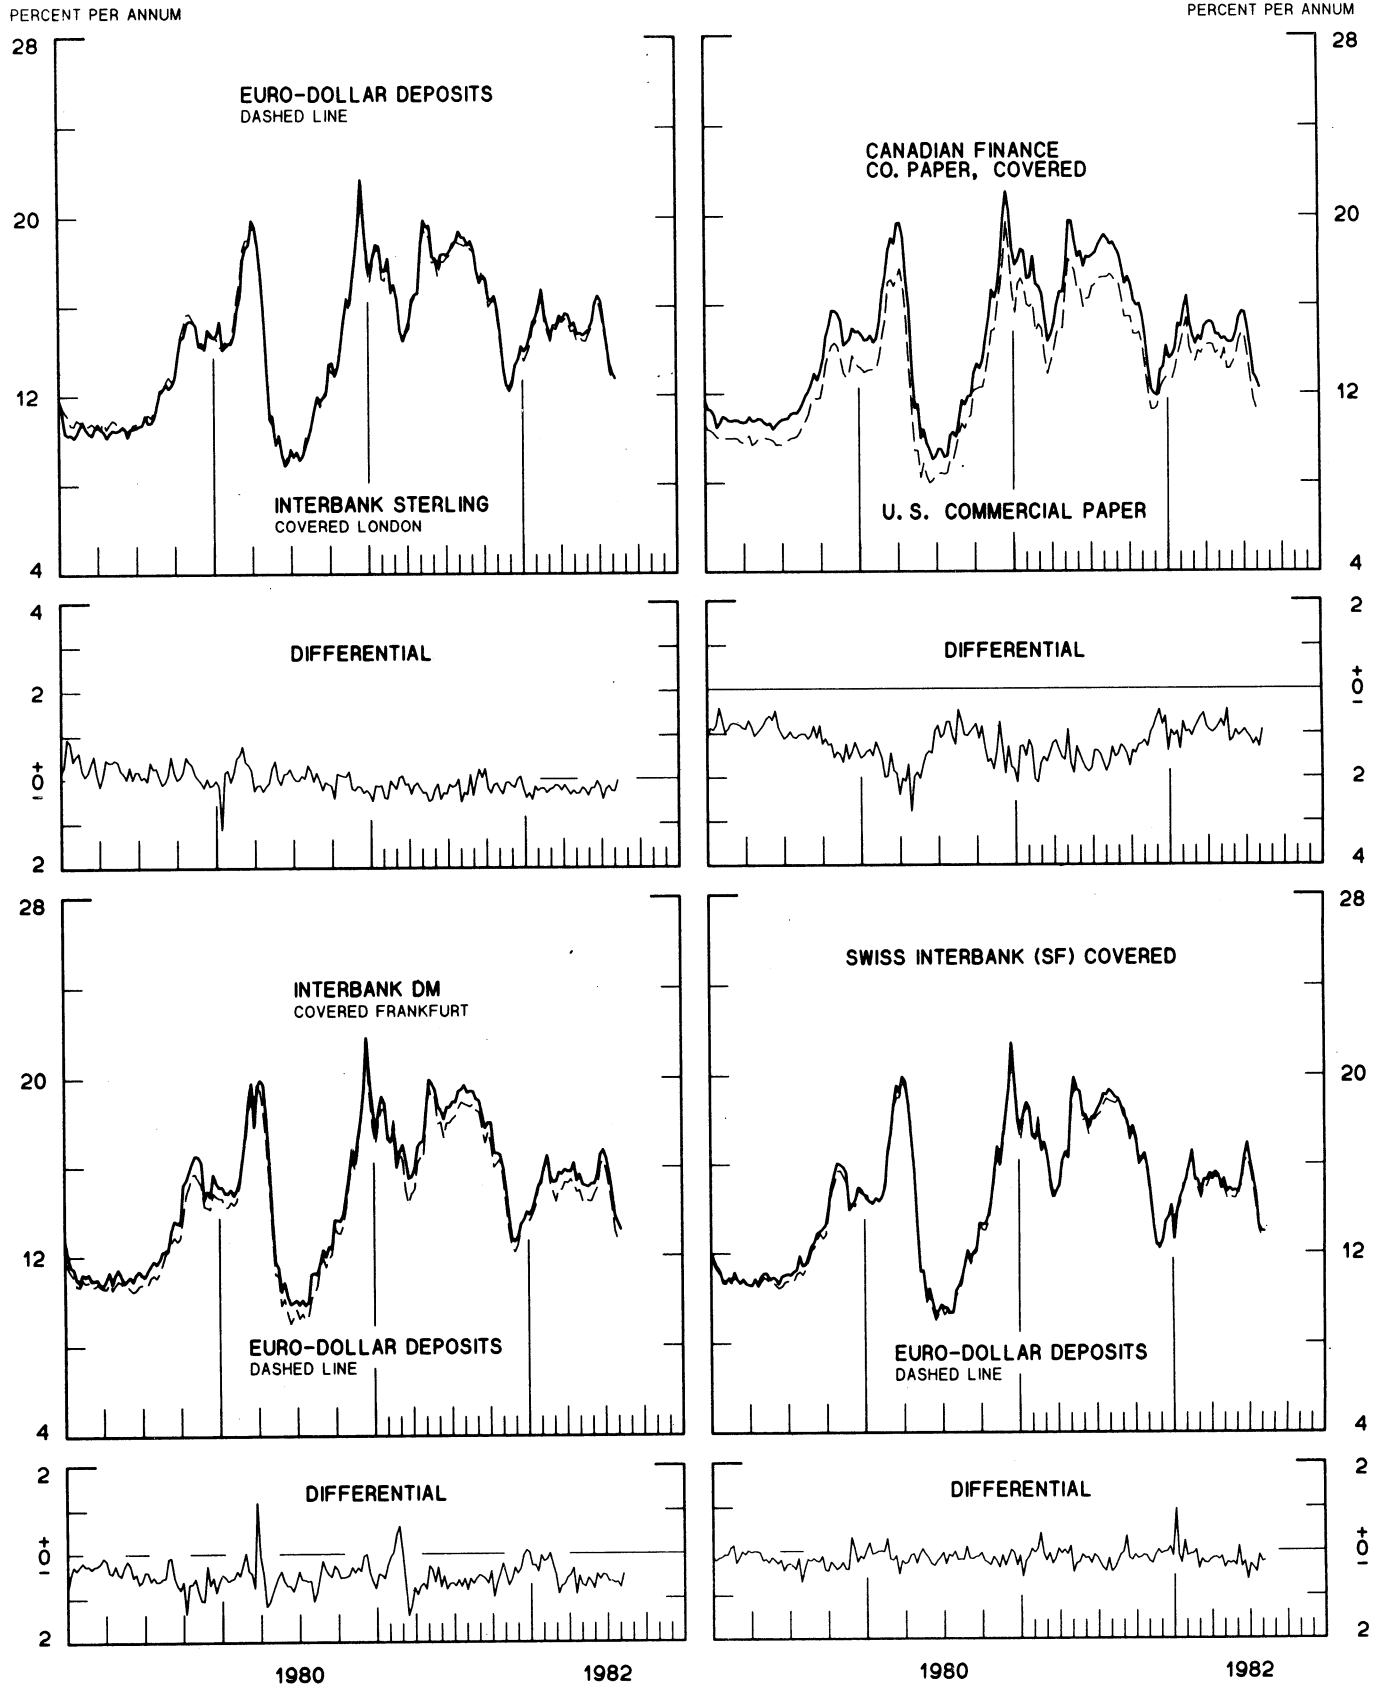 PERCENT PER ANNUM
PERCENT PER ANNUM
28
20
12
4
EURO-DOLLAR DEPOSITS
DASHED LINE
INTERBANK STERLING
COVERED LONDON
28
20
12
4
CANADIAN FINANCE
CO. PAPER, COVERED
U. S. COMMERCIAL PAPER
4
2
+
0
−
2
DIFFERENTIAL
2
+
0
−
2
4
DIFFERENTIAL
28
20
12
4
INTERBANK DM
COVERED FRANKFURT
EURO-DOLLAR DEPOSITS
DASHED LINE
28
20
12
4
SWISS INTERBANK (SF) COVERED
EURO-DOLLAR DEPOSITS
DASHED LINE
2
+
0
−
2
DIFFERENTIAL
2
+
0
−
2
DIFFERENTIAL
1980
1982
1980
1982